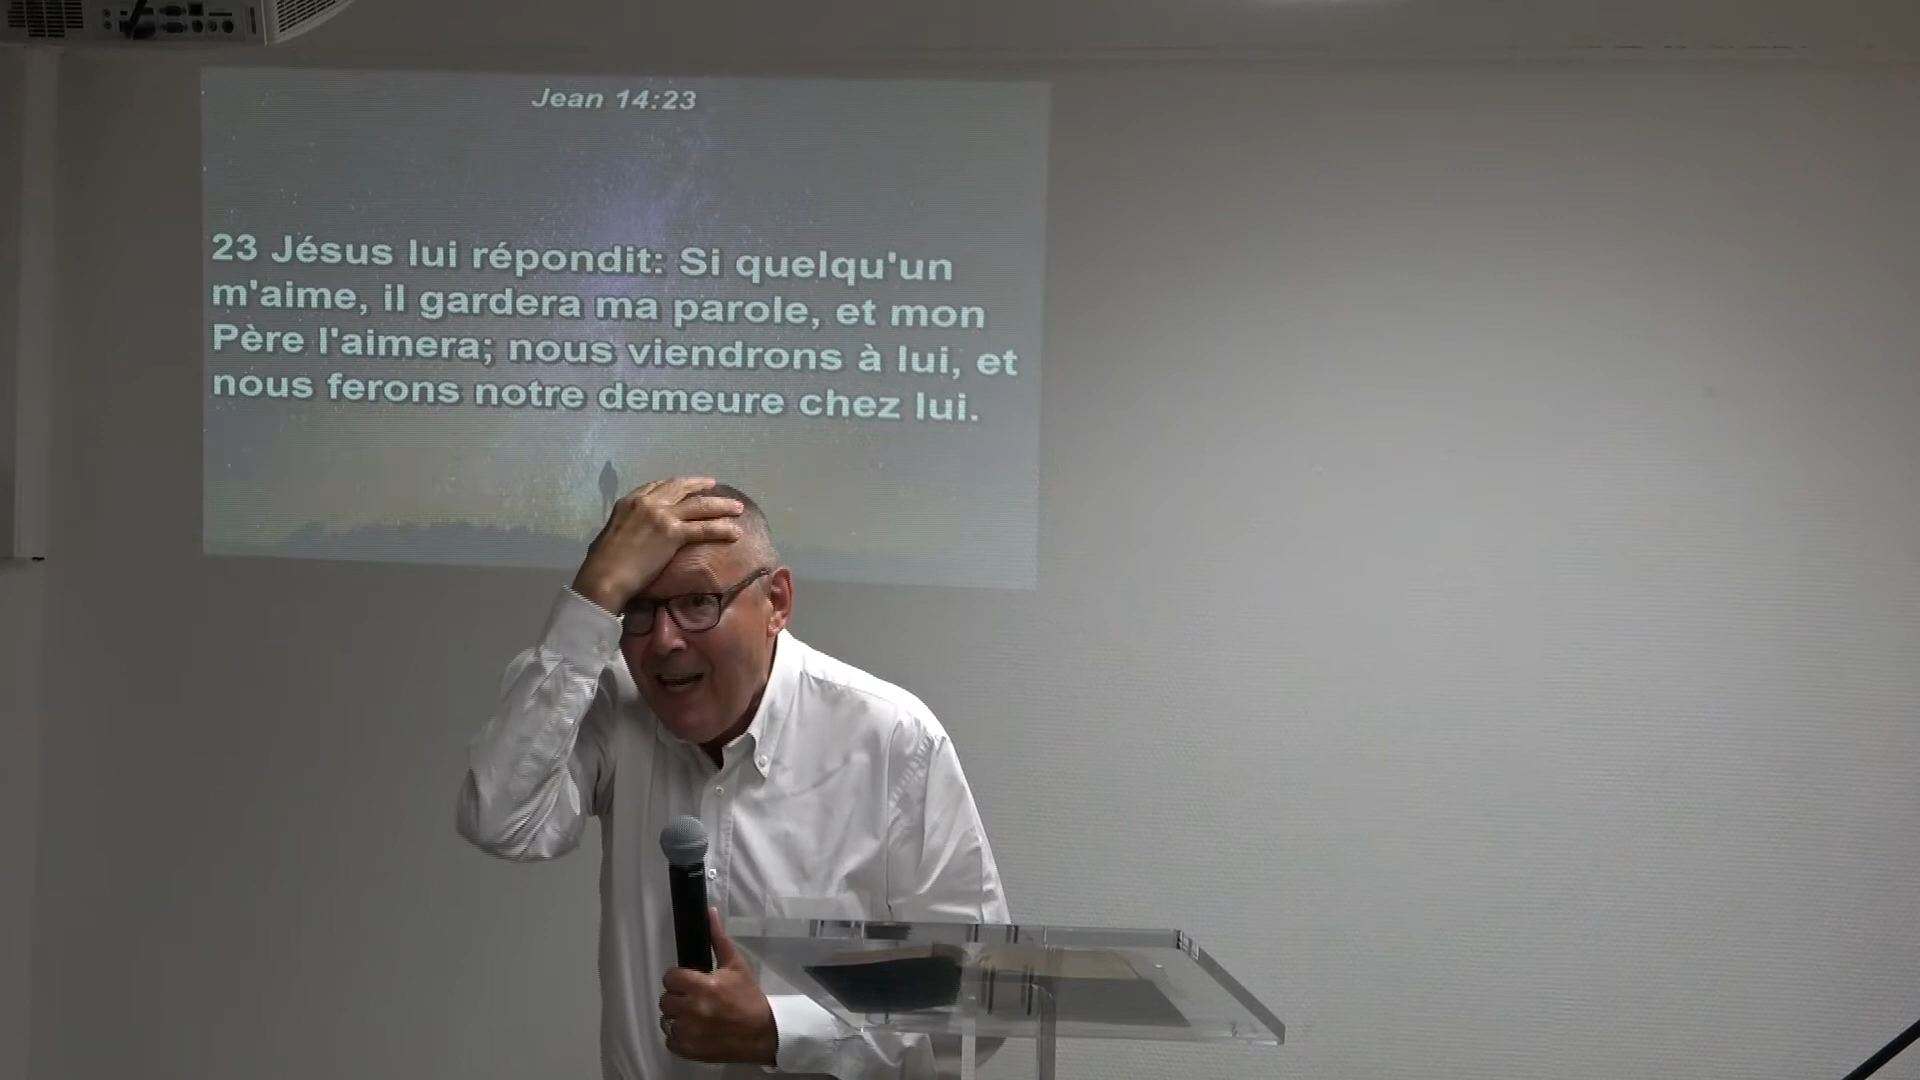 Jean 14:23
23 Jésus lui répondit: Si quelqu'un
m'aime, il gardera ma parole, et mon
Père l'aimera; nous viendrons à lui, et
nous ferons notre demeure chez lui.